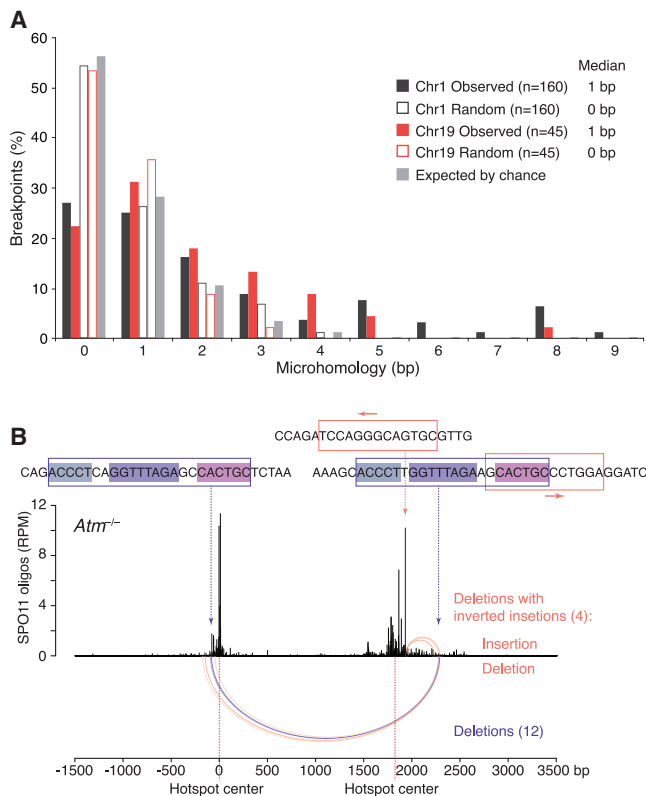 A
60
50
40
30
20
10
0
Breakpoints (%)
Median
Chr1 Observed (n=160) 1 bp
Chr1 Random (n=160) 0 bp
Chr19 Observed (n=45) 1 bp
Chr19 Random (n=45) 0 bp
Expected by chance
0 1 2 3 4 5 6 7 8 9
Microhomology (bp)
B
CCAGATCCAGGGCAGTGCGTTG
CAGACCCTCAGGTTTAGAGCCACTGCTCTAA AAAGCACCCTTGGTTTAGAAGCACTGCCCTGGAGGATC
12
9
6
3
0
SPO11 oligos (RPM)
Atm–/–
Deletions with
inverted insetions (4):
Insertion
Deletion
Deletions (12)
-1500 -1000 -500 0 500 1000 1500 2000 2500 3000 3500 bp
Hotspot center Hotspot center